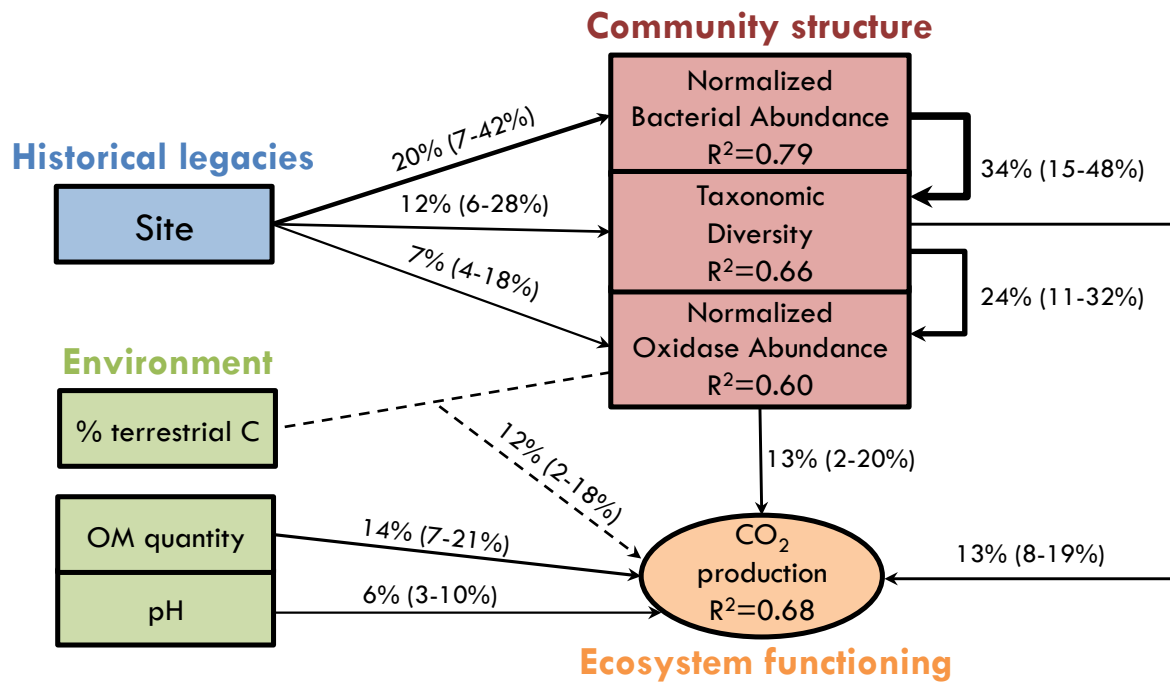 Community structure
Normalized
Bacterial Abundance
R²=0.79
20% (7-42%)
34% (15-48%)
Historical legacies
Site
12% (6-28%)
Taxonomic
Diversity
R²=0.66
7% (4-18%)
24% (11-32%)
Normalized
Oxidase Abundance
R²=0.60
Environment
% terrestrial C
12% (2-18%)
13% (2-20%)
OM quantity
14% (7-21%)
pH
6% (3-10%)
CO₂
production
R²=0.68
13% (8-19%)
Ecosystem functioning